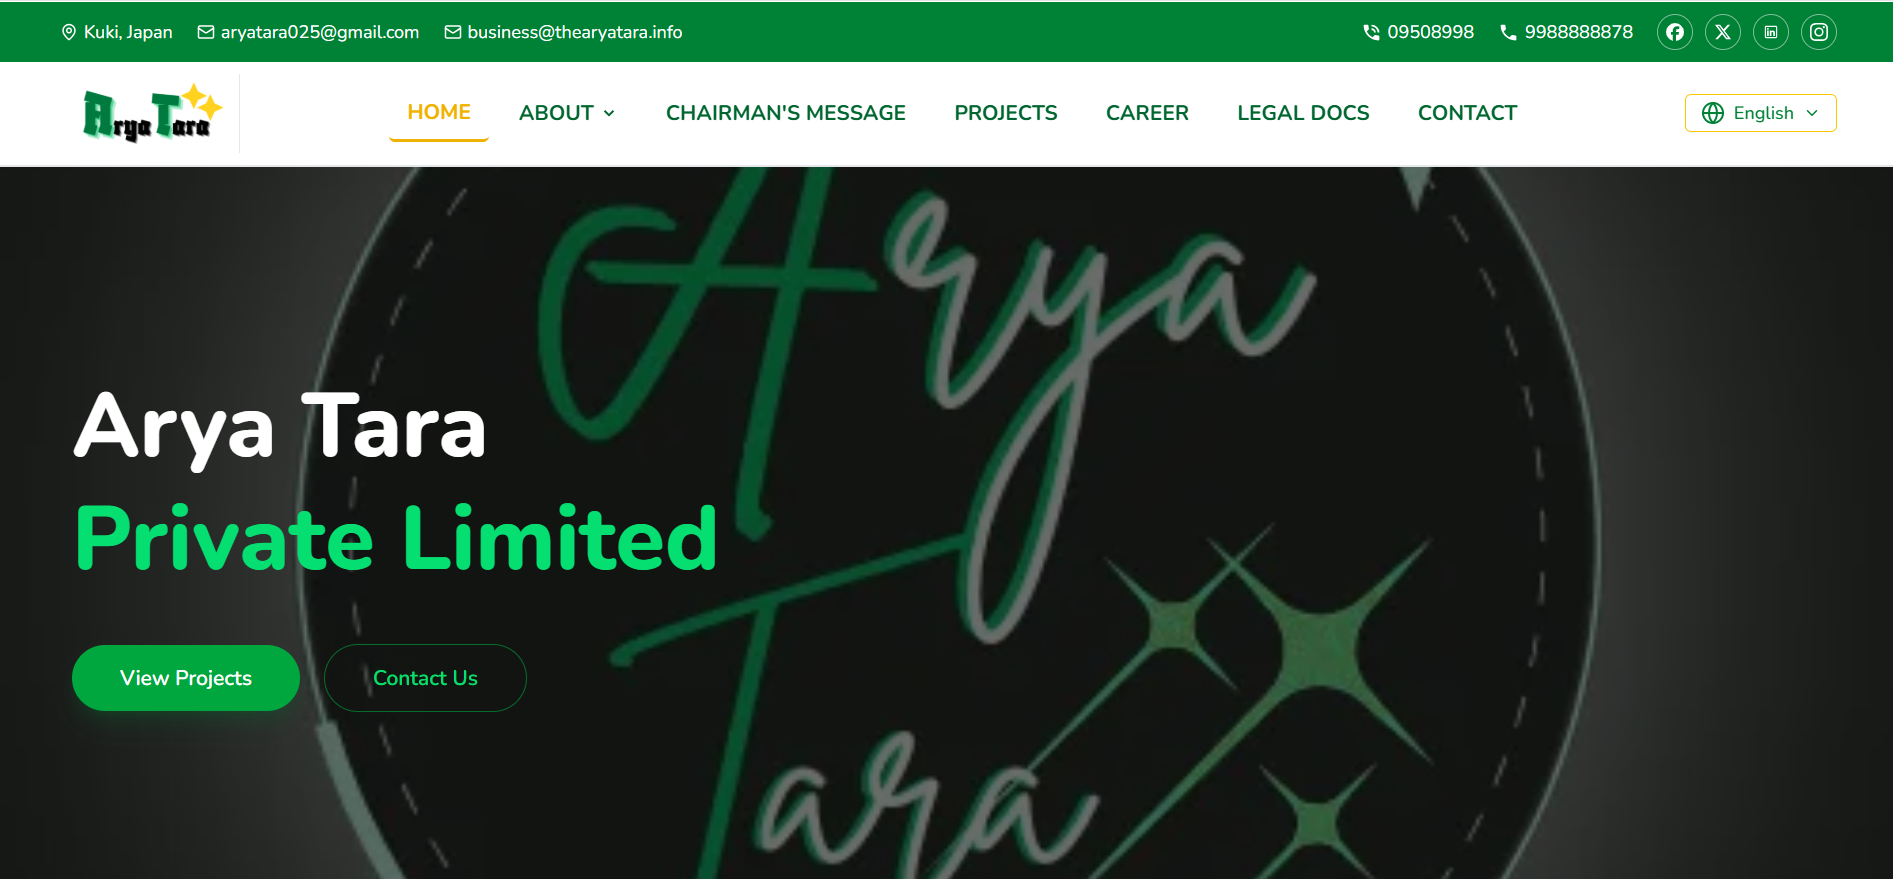 Kuki, Japan aryatara025@gmail.com business@thearyatara.info 09508998 9988888878
Arya Tara
HOME ABOUT CHAIRMAN'S MESSAGE PROJECTS CAREER LEGAL DOCS CONTACT English
Arya
Arya Tara
Private Limited
Tara
View Projects Contact Us